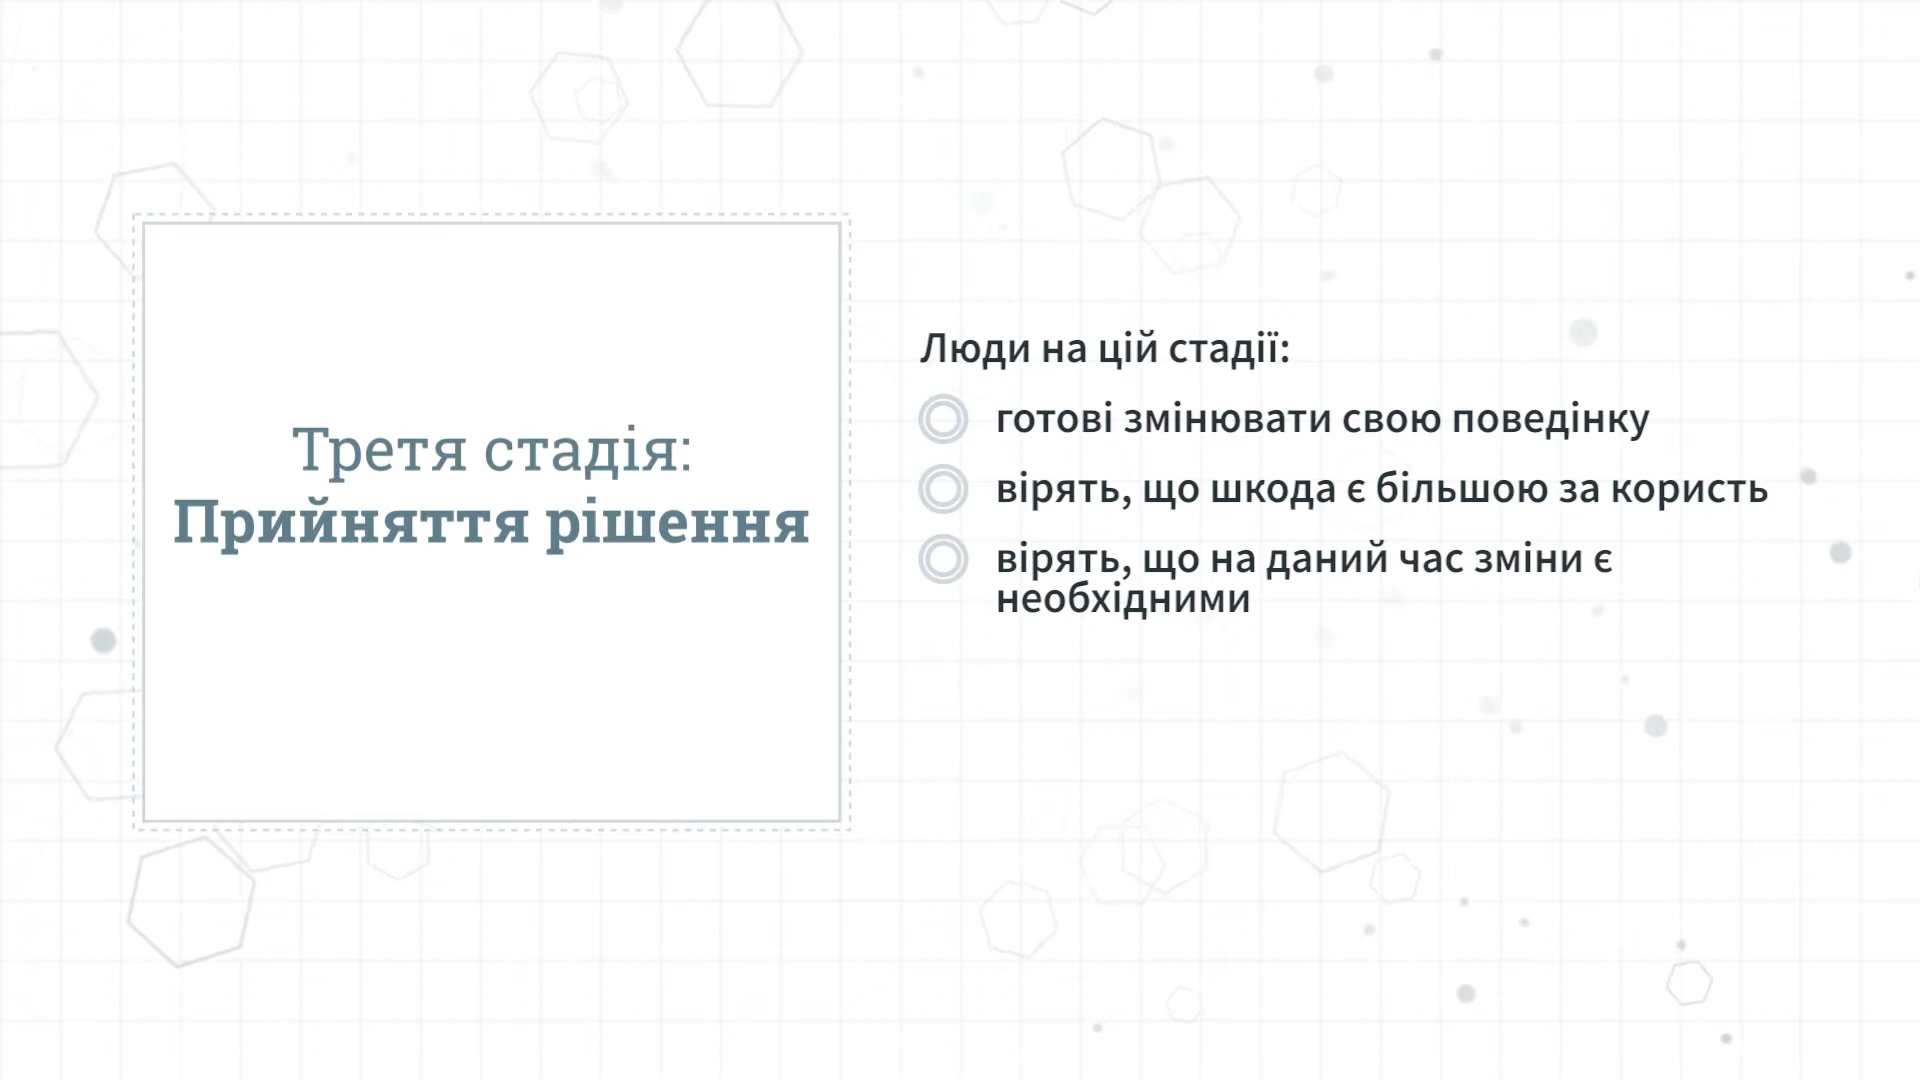 Третя стадія:
Прийняття рішення
Люди на цій стадії:
готові змінювати свою поведінку
вірять, що шкода є більшою за користь
вірять, що на даний час зміни є
необхідними